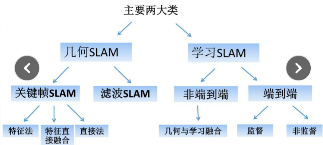 主要两大类
几何SLAM
学习SLAM
关键帧SLAM
滤波SLAM
非端到端
端到端
特征法
特征直
接融合
直接法
几何与学习融合
监督
非监督